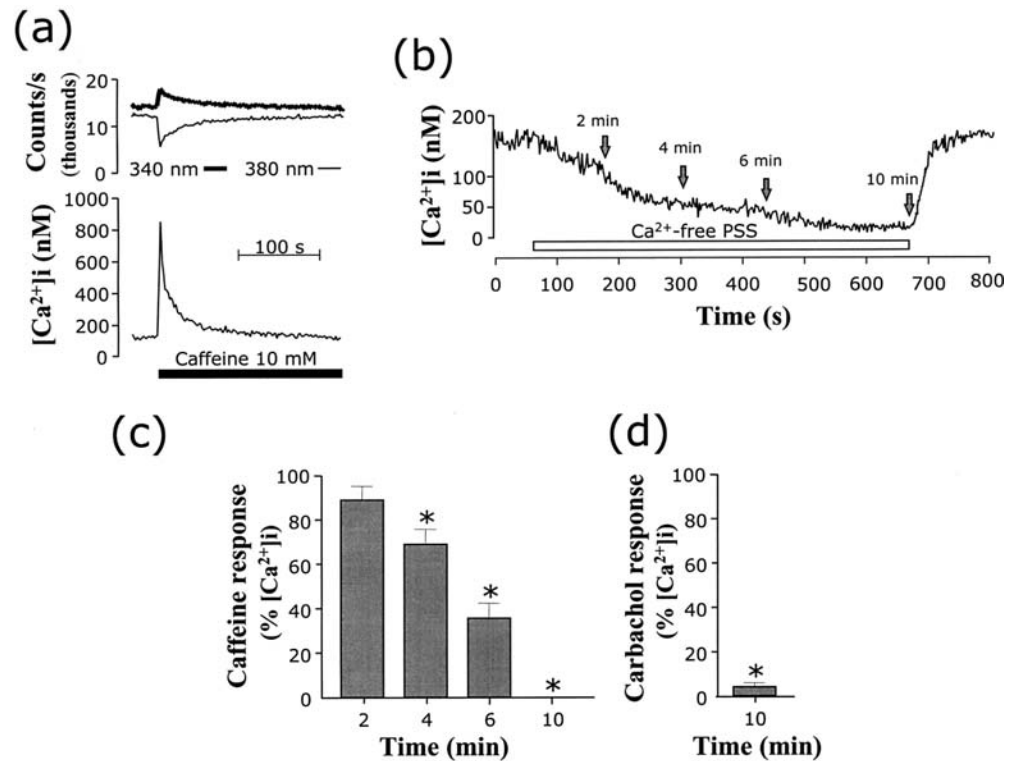 (a)
Counts/s
(thousands)
20
10
0
340 nm
380 nm
[Ca²⁺]i (nM)
1000
800
600
400
200
0
100 s
Caffeine 10 mM
(b)
[Ca²⁺]i (nM)
200
150
100
50
0
2 min
4 min
6 min
10 min
Ca²⁺-free PSS
0 100 200 300 400 500 600 700 800
Time (s)
(c)
Caffeine response
(% [Ca²⁺]i)
100
80
60
40
20
0
*
*
*
2 4 6 10
Time (min)
(d)
Carbachol response
(% [Ca²⁺]i)
100
80
60
40
20
0
*
10
Time (min)